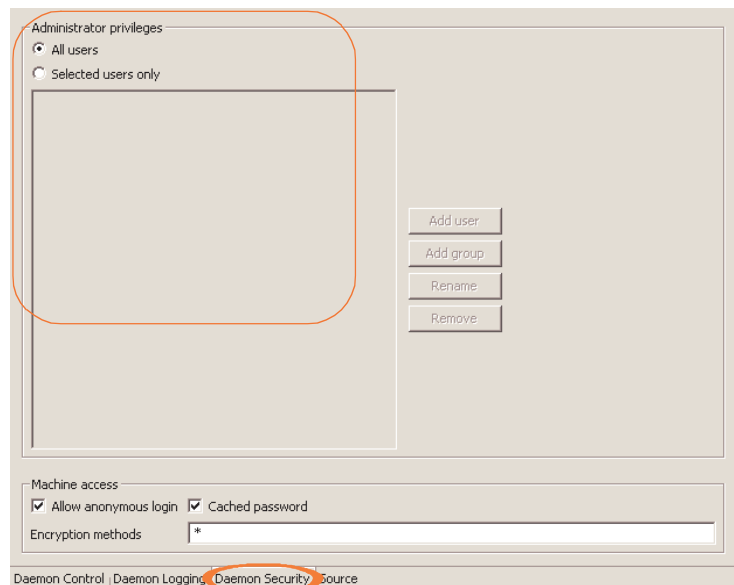 Administrator privileges
All users
Selected users only
Add user
Add group
Rename
Remove
Machine access
Allow anonymous login Cached password
Encryption methods *
Daemon Control Daemon Logging Daemon Security Source